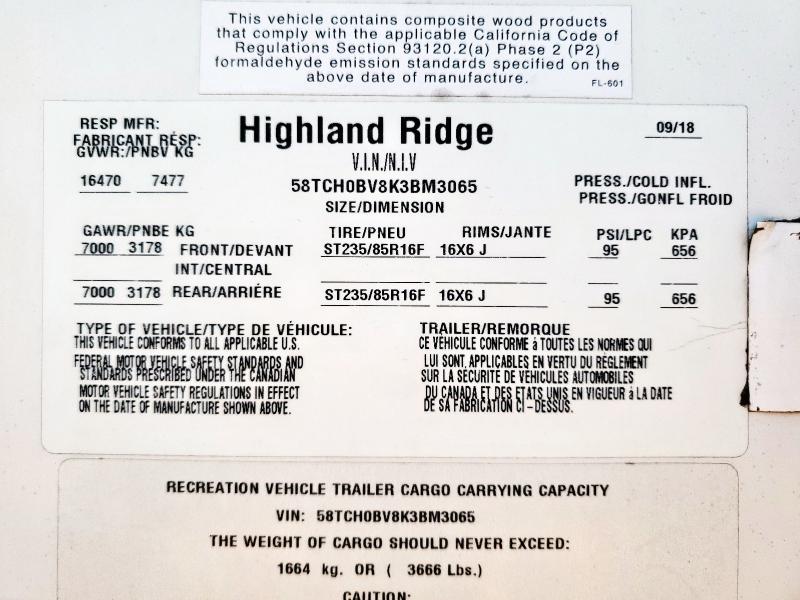 This vehicle contains composite wood products
that comply with the applicable California Code of
Regulations Section 93120.2(a) Phase 2 (P2)
formaldehyde emission standards specified on the
above date of manufacture.
FL-601
RESP MFR: Highland Ridge 09/18
FABRICANT RÉSP:
GVWR:/PNBV KG
V.I.N./N.I.V
16470 7477
58TCH0BV8K3BM3065
PRESS./COLD INFL.
SIZE/DIMENSION
PRESS./GONFL FROID
GAWR/PNBE KG TIRE/PNEU RIMS/JANTE PSI/LPC KPA
7000 3178 FRONT/DEVANT ST235/85R16F 16X6 J 95 656
INT/CENTRAL
7000 3178 REAR/ARRIÉRE ST235/85R16F 16X6 J 95 656
TYPE OF VEHICLE/TYPE DE VÉHICULE: TRAILER/REMORQUE
THIS VEHICLE CONFORMS TO ALL APPLICABLE U.S.
FEDERAL MOTOR VEHICLE SAFETY STANDARDS AND
STANDARDS PRESCRIBED UNDER THE CANADIAN
MOTOR VEHICLE SAFETY REGULATIONS IN EFFECT
ON THE DATE OF MANUFACTURE SHOWN ABOVE.
CE VÉHICULE CONFORME à TOUTES LES NORMES QUI
LUI SONT APPLICABLES EN VERTU DU RÉGLEMENT
SUR LA SÉCURITÉ DE VEHICULES AUTOMOBILES
DU CANADA ET DES ETATS UNIS EN VIGUEUR à LA DATE
DE SA FABRICATION CI-DESSUS.
RECREATION VEHICLE TRAILER CARGO CARRYING CAPACITY
VIN: 58TCH0BV8K3BM3065
THE WEIGHT OF CARGO SHOULD NEVER EXCEED:
1664 kg. OR ( 3666 Lbs.)
CAUTION: